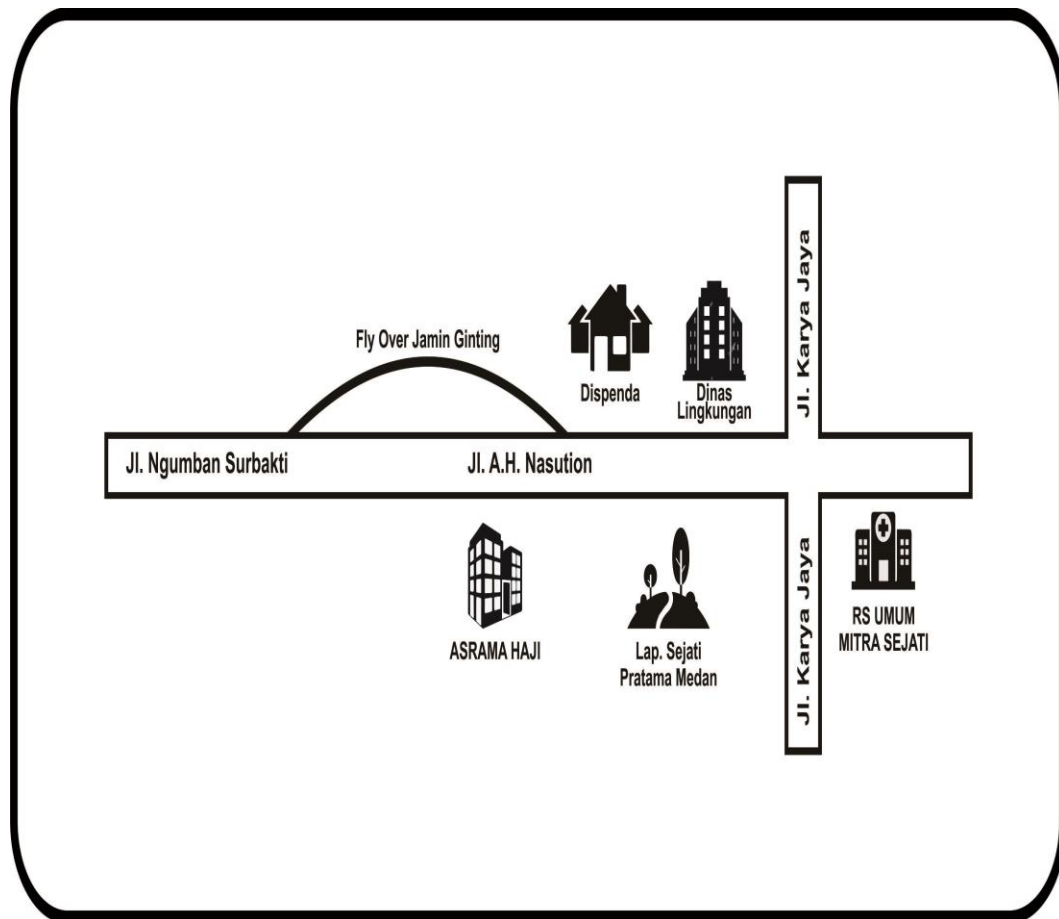 Jl. Karya Jaya
Fly Over Jamin Ginting
Dispenda
Dinas
Lingkungan
Jl. Ngumban Surbakti
Jl. A.H. Nasution
ASRAMA HAJI
Lap. Sejati
Pratama Medan
Jl. Karya Jaya
RS UMUM
MITRA SEJATI